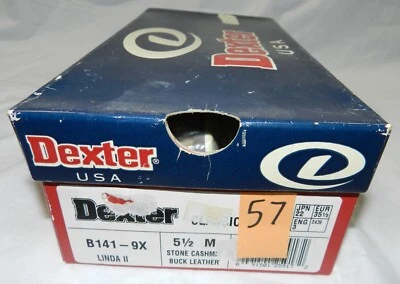 Dexter
USA
Dexter®
USA
Dexter
57
JPN EUR
22 35½
ENG
3
B141-9X
5½ M
LINDA II
STONE CASHM
BUCK LEATHER